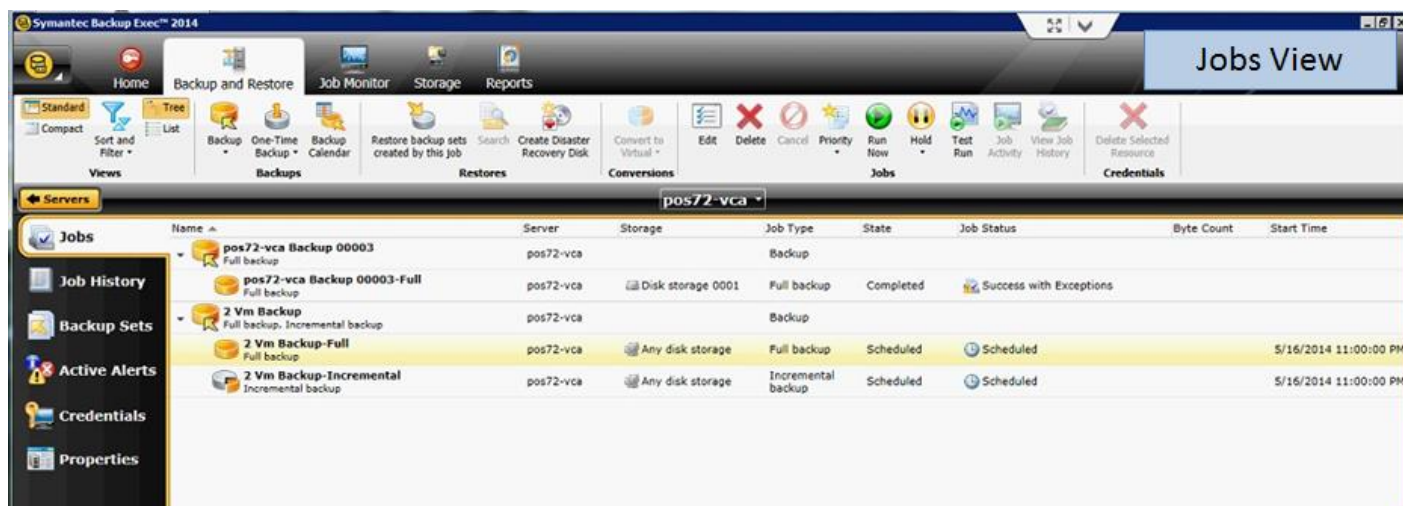 Symantec Backup Exec™ 2014
Jobs View
Home Backup and Restore Job Monitor Storage Reports
Standard Compact Sort and Filter Tree List
Backup One-Time Backup Backup Calendar
Restore backup sets created by this job Search Create Disaster Recovery Disk
Convert to Virtual
Edit Delete Cancel Priority Run Now Hold Test Run Job Activity View Job History
Delete Selected Resource
Views Backups Restores Conversions Jobs Credentials
Servers pos72-vca
Jobs
Job History
Backup Sets
Active Alerts
Credentials
Properties
Name Server Storage Job Type State Job Status Byte Count Start Time
pos72-vca Backup 00003 pos72-vca Backup
Full backup
pos72-vca Backup 00003-Full pos72-vca Disk storage 0001 Full backup Completed Success with Exceptions
Full backup
2 Vm Backup pos72-vca Backup
Full backup, Incremental backup
2 Vm Backup-Full pos72-vca Any disk storage Full backup Scheduled Scheduled 5/16/2014 11:00:00 PM
Full backup
2 Vm Backup-Incremental pos72-vca Any disk storage Incremental backup Scheduled Scheduled 5/16/2014 11:00:00 PM
Incremental backup